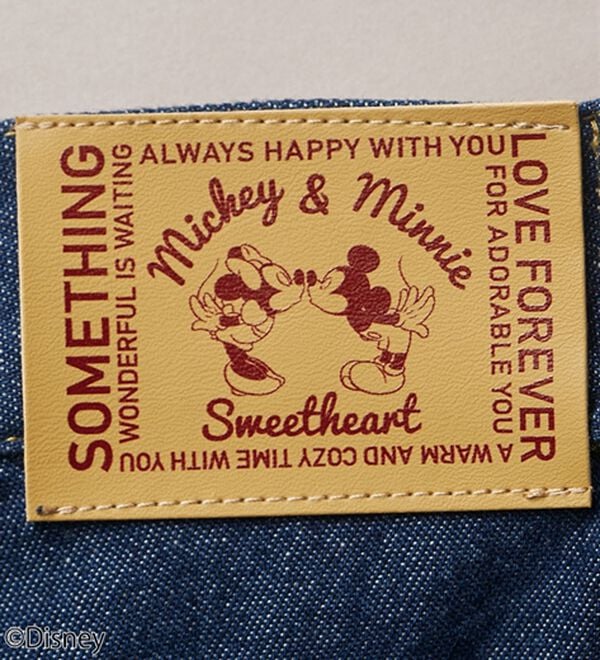 SOMETHING
WONDERFUL IS WAITING
ALWAYS HAPPY WITH YOU
LOVE FOREVER
FOR ADORABLE YOU
A WARM AND COZY TIME WITH YOU
Mickey & Minnie
Sweetheart
©Disney